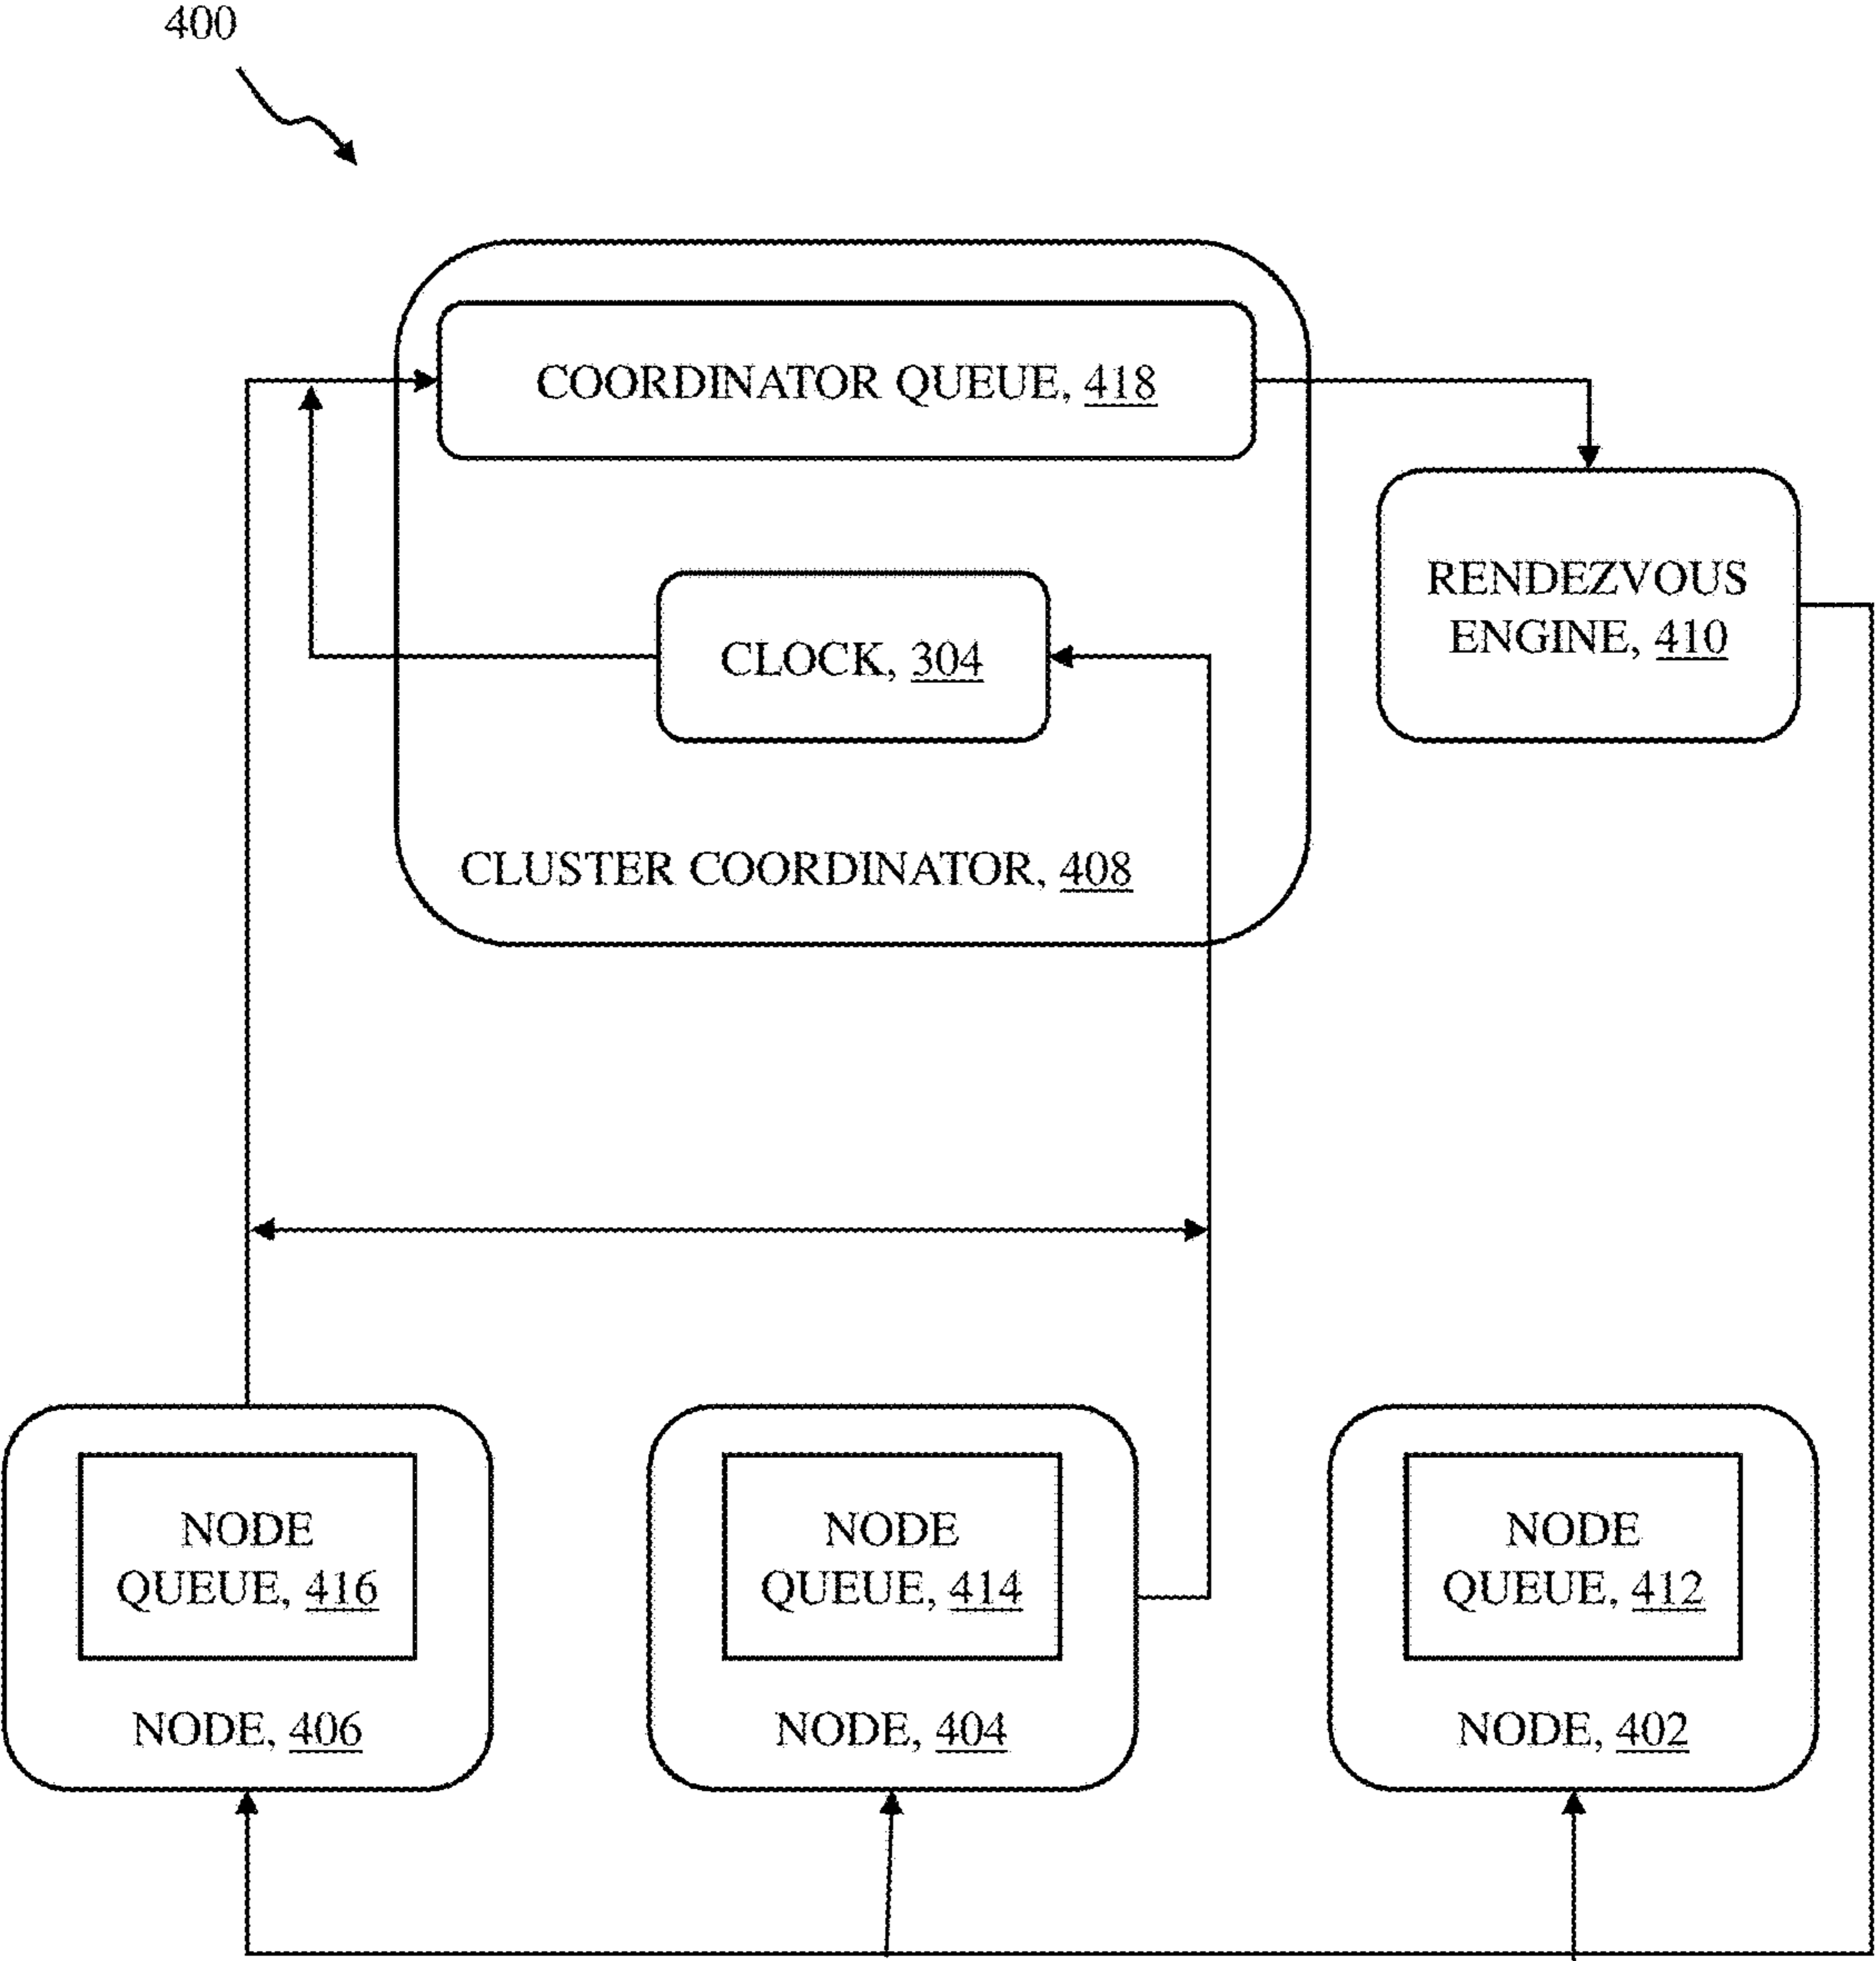 400
COORDINATOR QUEUE, 418
RENDEZVOUS
ENGINE, 410
CLOCK, 304
CLUSTER COORDINATOR, 408
NODE
QUEUE, 416
NODE, 406
NODE
QUEUE, 414
NODE, 404
NODE
QUEUE, 412
NODE, 402